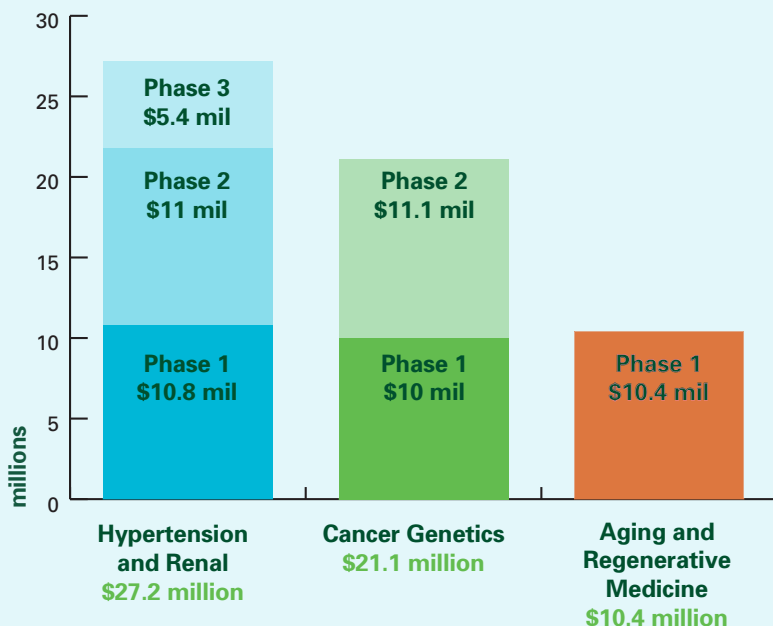 30
25
20
15
10
5
0
millions
Phase 3
$5.4 mil
Phase 2
$11 mil
Phase 1
$10.8 mil
Phase 2
$11.1 mil
Phase 1
$10 mil
Phase 1
$10.4 mil
Hypertension
and Renal
$27.2 million
Cancer Genetics
$21.1 million
Aging and
Regenerative
Medicine
$10.4 million